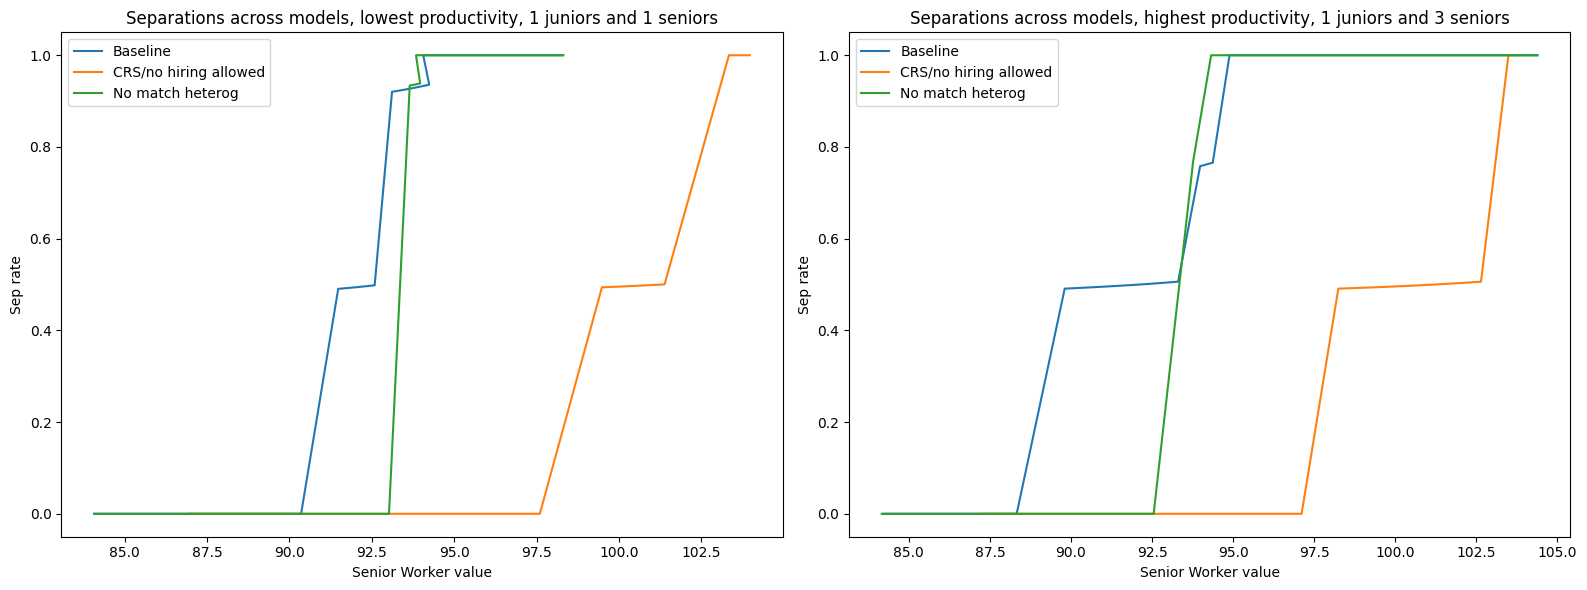 Separations across models, lowest productivity, 1 juniors and 1 seniors
Baseline
CRS/no hiring allowed
No match heterog
1.0
0.8
0.6
0.4
0.2
0.0
Sep rate
85.0 87.5 90.0 92.5 95.0 97.5 100.0 102.5
Senior Worker value
Separations across models, highest productivity, 1 juniors and 3 seniors
Baseline
CRS/no hiring allowed
No match heterog
1.0
0.8
0.6
0.4
0.2
0.0
Sep rate
85.0 87.5 90.0 92.5 95.0 97.5 100.0 102.5 105.0
Senior Worker value